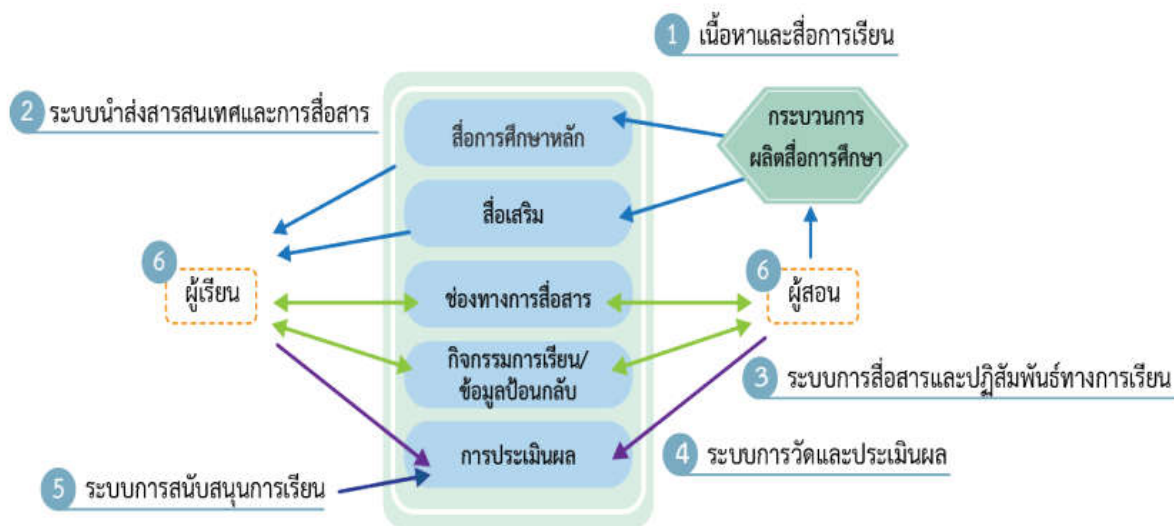 1 เนื้อหาและสื่อการเรียน
2 ระบบนำส่งสารสนเทศและการสื่อสาร
สื่อการศึกษาหลัก
กระบวนการ
ผลิตสื่อการศึกษา
สื่อเสริม
6
ผู้เรียน
ช่องทางการสื่อสาร
6
ผู้สอน
กิจกรรมการเรียน/
ข้อมูลป้อนกลับ
3 ระบบการสื่อสารและปฏิสัมพันธ์ทางการเรียน
การประเมินผล
4 ระบบการวัดและประเมินผล
5 ระบบการสนับสนุนการเรียน